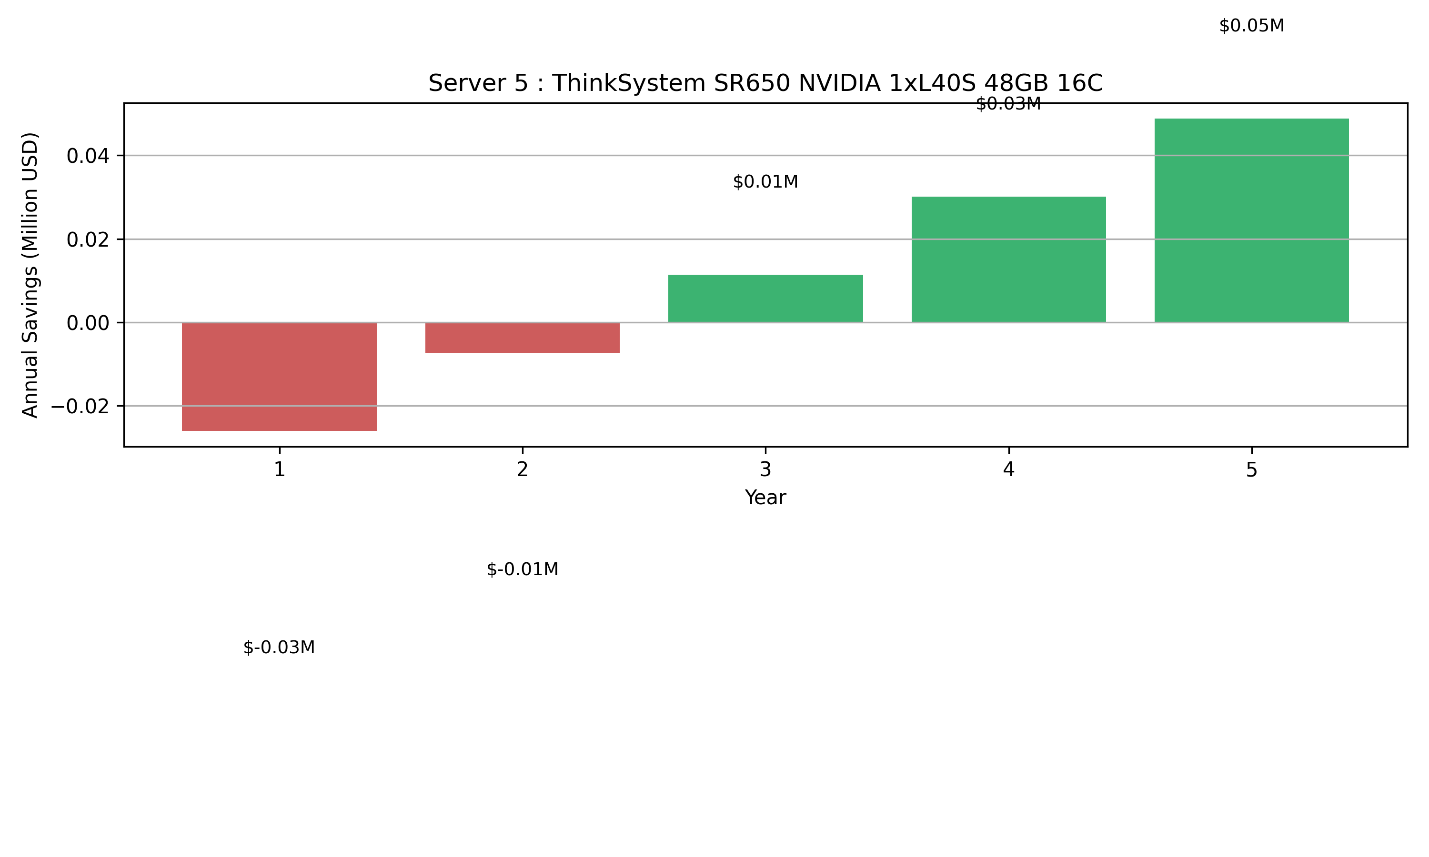 $0.05M
Server 5 : ThinkSystem SR650 NVIDIA 1xL40S 48GB 16C
$0.03M
$0.01M
Annual Savings (Million USD)
0.04
0.02
0.00
−0.02
1 2 3 4 5
Year
$-0.01M
$-0.03M